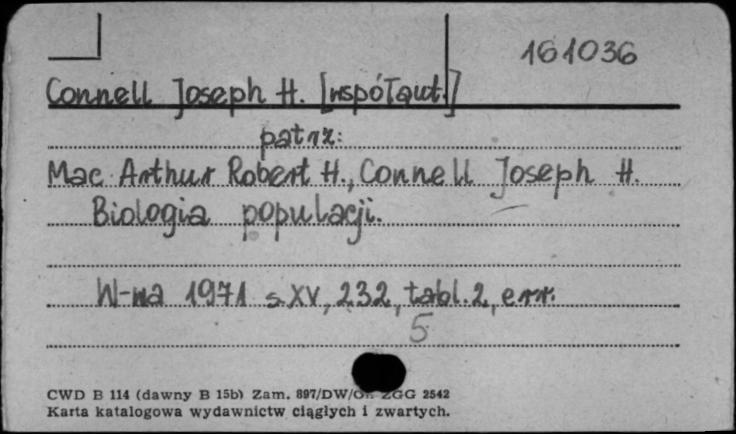 161036
Connell Joseph H. [współaut.]
patrz:
Mac Arthur Robert H., Connell Joseph H.
Biologia populacji.
W-wa 1971 s. XV, 232, tabl. 2, err.
5
CWD B 114 (dawny B 15b) Zam. 897/DW/ ZGG 2542
Karta katalogowa wydawnictw ciągłych i zwartych.